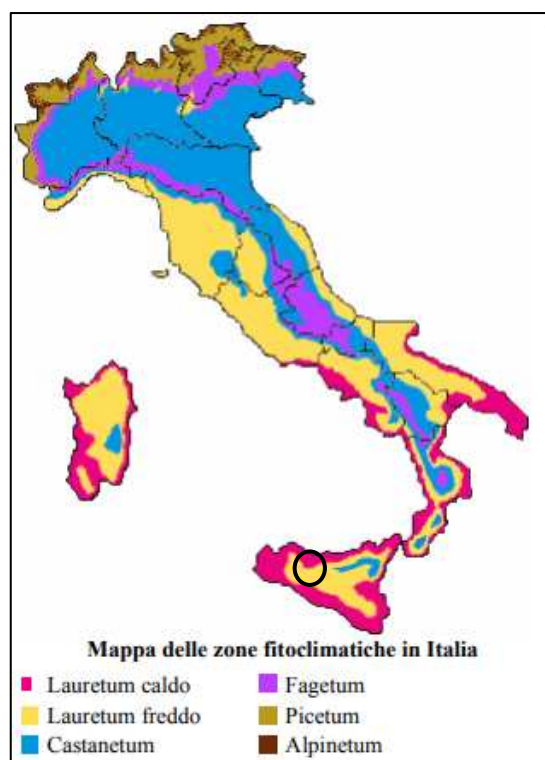 Mappa delle zone fitoclimatiche in Italia
Lauretum caldo
Fagetum
Lauretum freddo
Picetum
Castanetum
Alpinetum